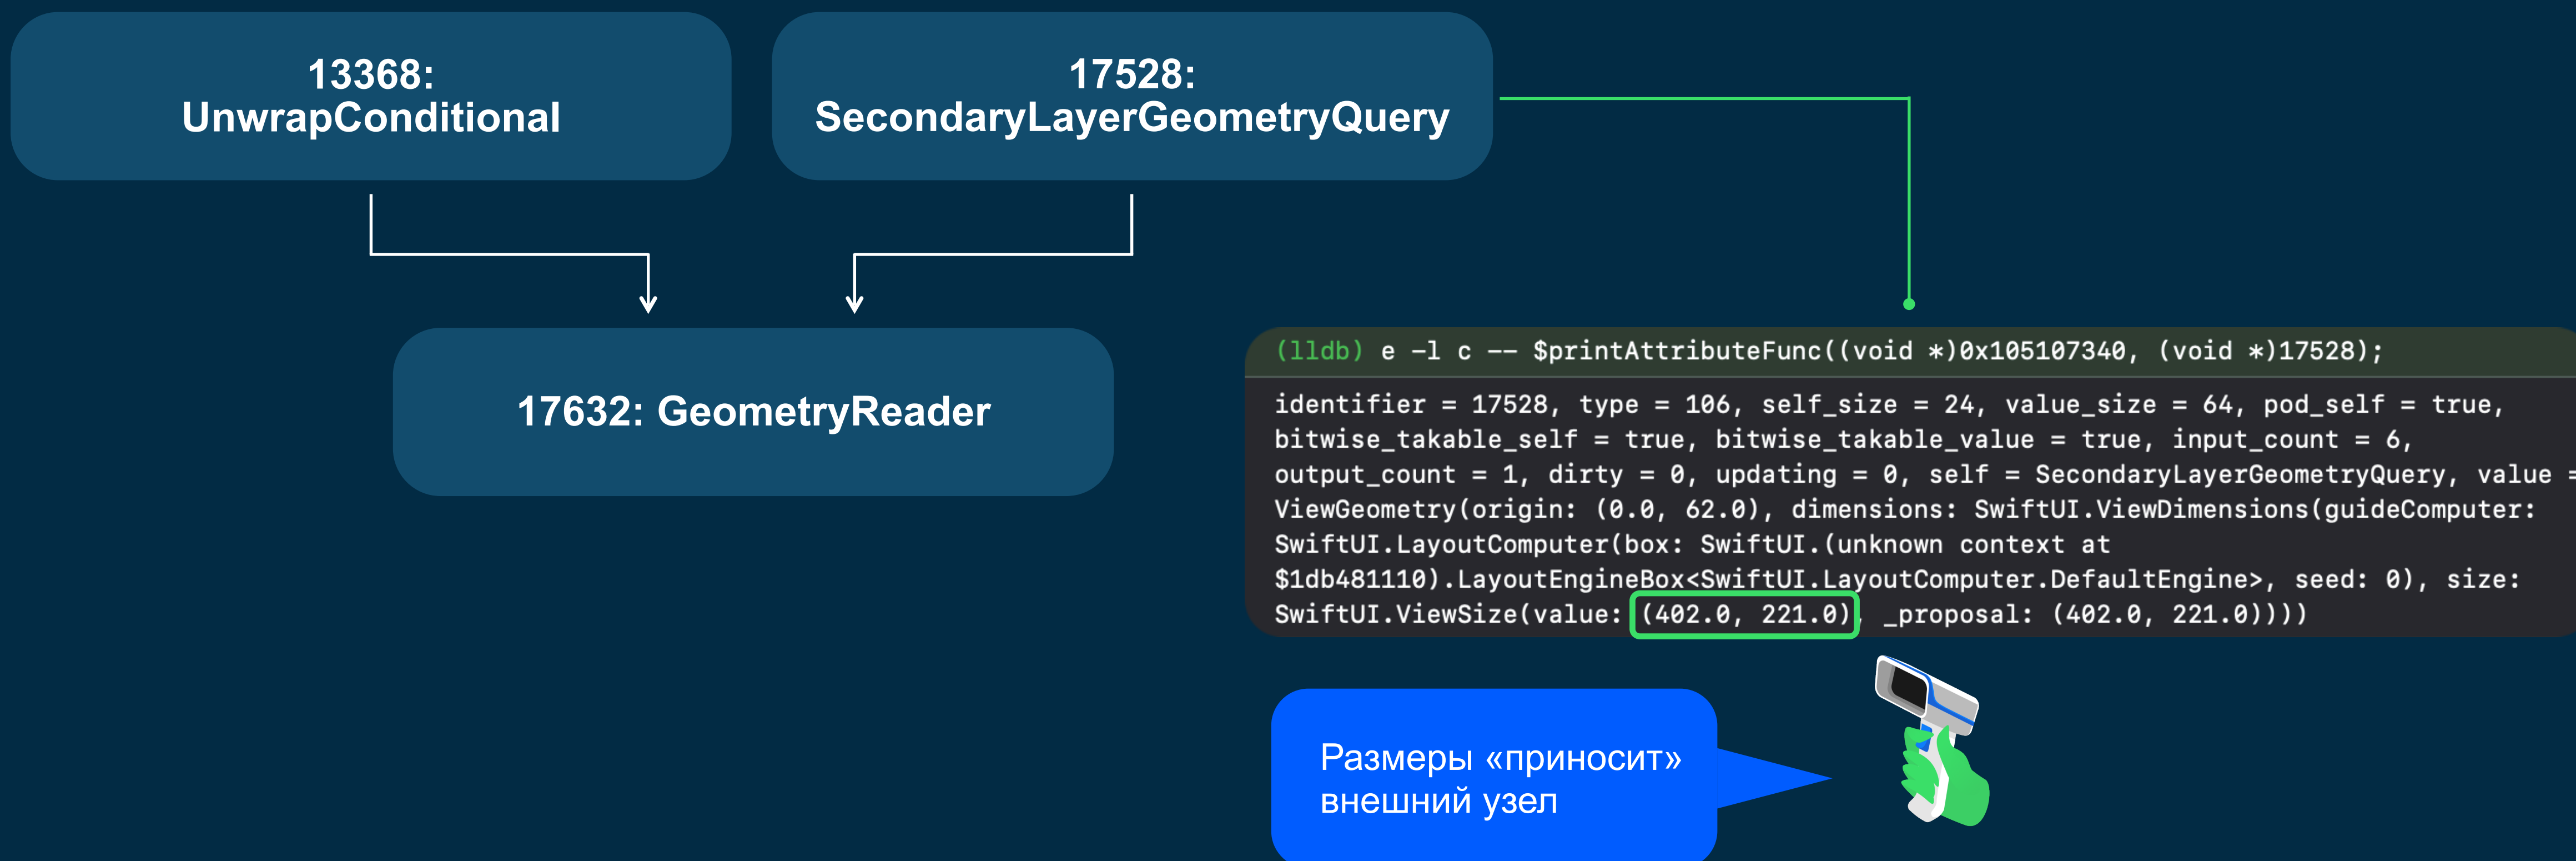 13368:
UnwrapConditional
17528:
SecondaryLayerGeometryQuery
17632: GeometryReader
(lldb) e -l c -- $printAttributeFunc((void *)0x105107340, (void *)17528);
identifier = 17528, type = 106, self_size = 24, value_size = 64, pod_self = true,
bitwise_takable_self = true, bitwise_takable_value = true, input_count = 6,
output_count = 1, dirty = 0, updating = 0, self = SecondaryLayerGeometryQuery, value =
ViewGeometry(origin: (0.0, 62.0), dimensions: SwiftUI.ViewDimensions(guideComputer:
SwiftUI.LayoutComputer(box: SwiftUI.(unknown context at
$1db481110).LayoutEngineBox<SwiftUI.LayoutComputer.DefaultEngine>, seed: 0), size:
SwiftUI.ViewSize(value: (402.0, 221.0), _proposal: (402.0, 221.0))))
Размеры «приносит»
внешний узел